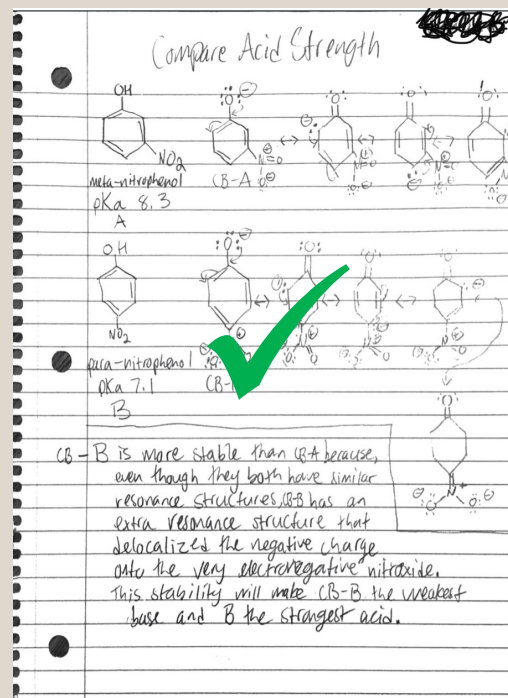 Compare Acid Strength
OH
NO2
meta-nitrophenol
pKa 8.3
A
CB-A
OH
NO2
para-nitrophenol
pKa 7.1
B
CB-B is more stable than CB-A because,
even though they both have similar
resonance structures, CB-B has an
extra resonance structure that
delocalized the negative charge
onto the very electronegative nitroxide.
This stability will make CB-B the weakest
base and B the strongest acid.